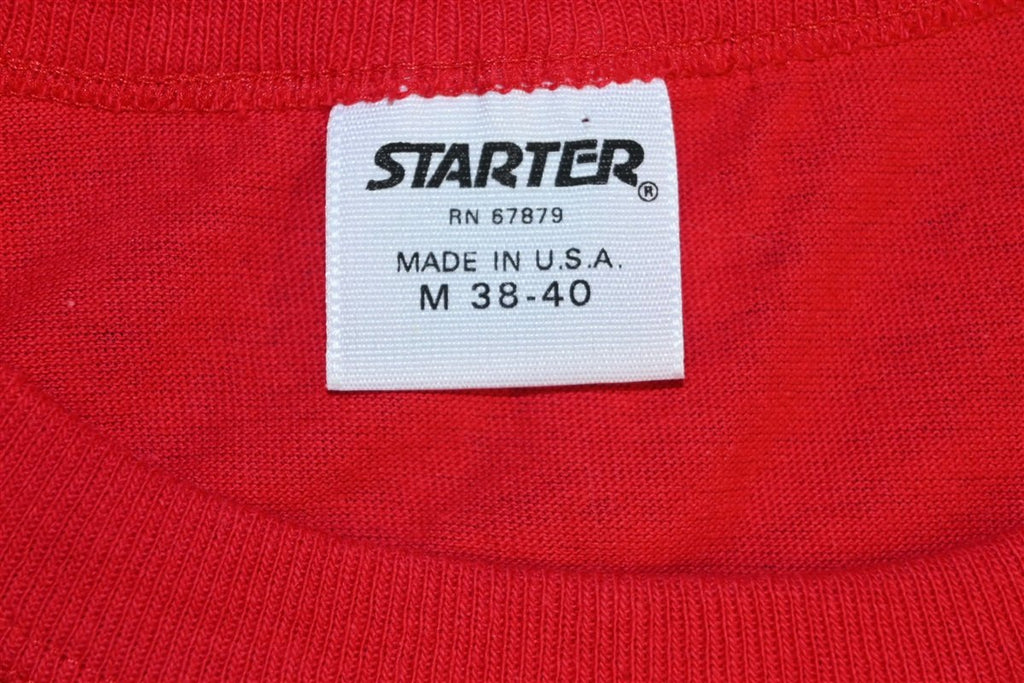 STARTER®
RN 67879
MADE IN U.S.A.
M 38-40